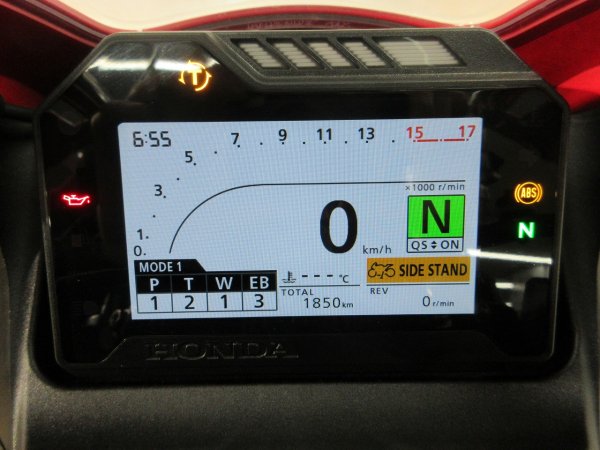 T
6:55
0. 1. 3. 5. 7. 9. 11. 13. 15 17
×1000 r/min
0 km/h
N
QS ON
ABS
N
MODE 1
P T W EB
1 2 1 3
---°C
SIDE STAND
TOTAL
1850km
REV
0 r/min
HONDA